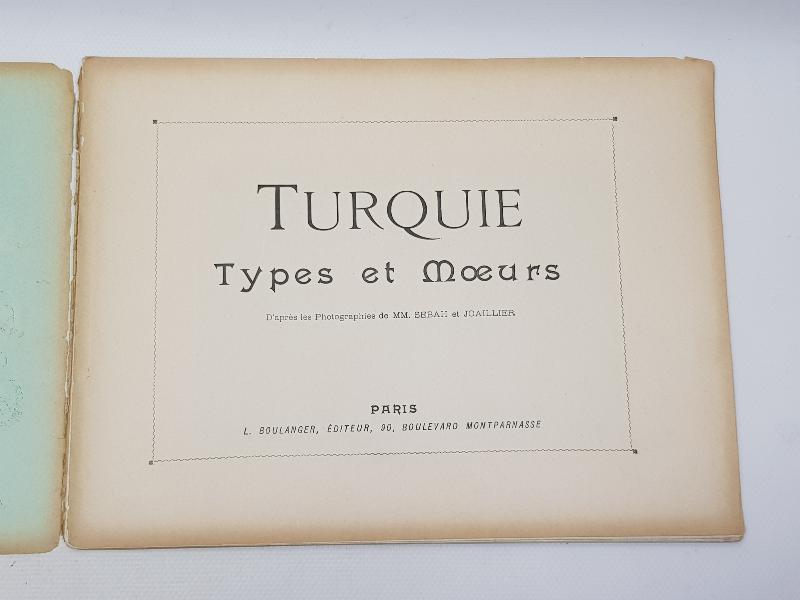 TURQUIE
Types et Mœurs
D'après les Photographies de MM. SEBAH et JOAILLIER
PARIS
L. BOULANGER, ÉDITEUR, 90, BOULEVARD MONTPARNASSE